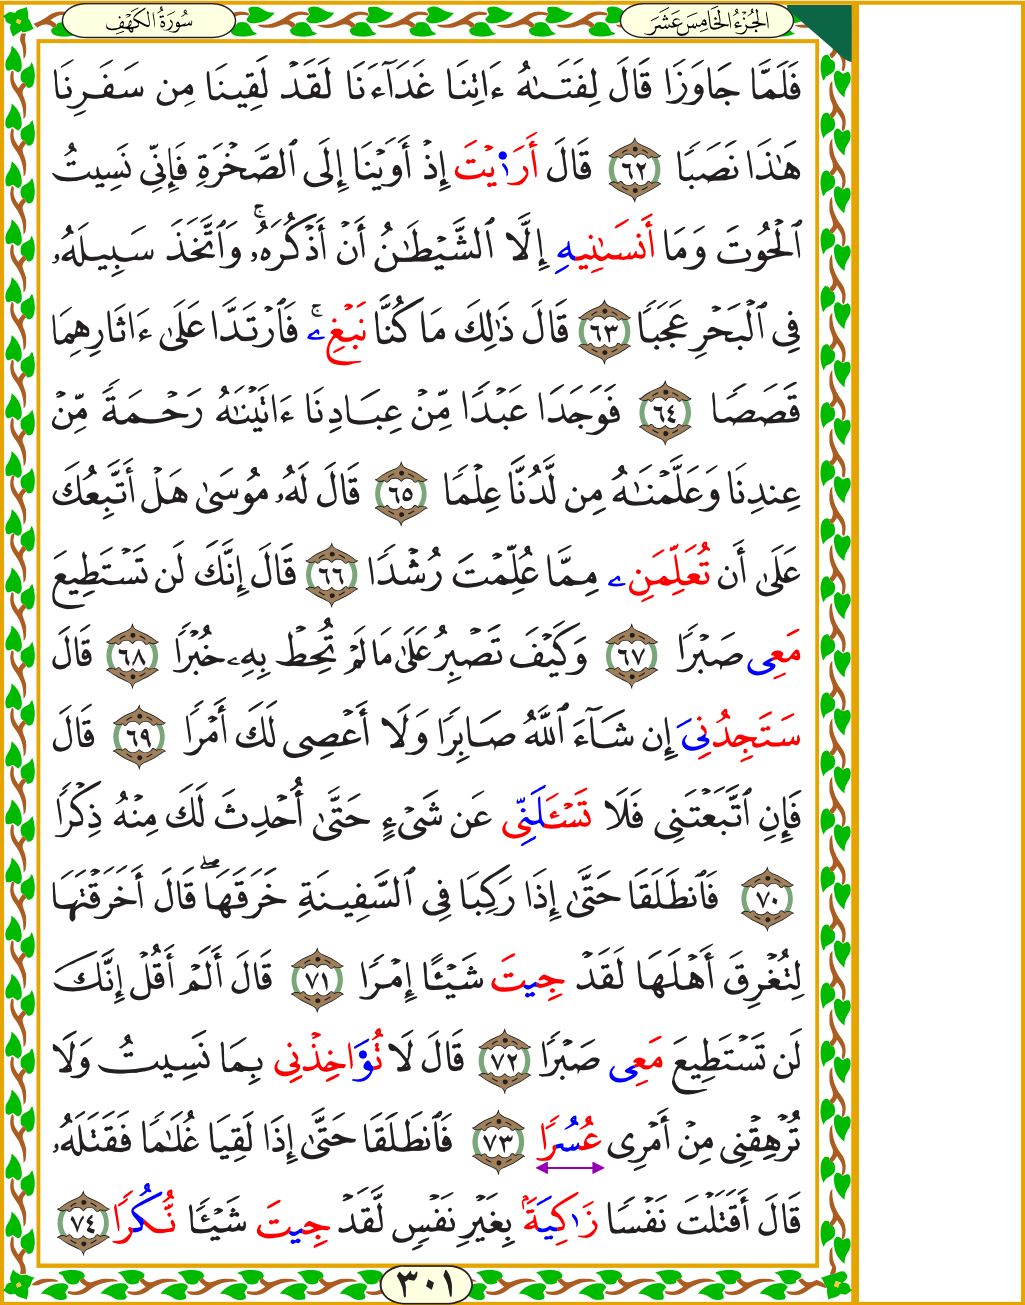 الجُزْءُ الخَامِسَ عَشَرَ
سُورَةُ الكَهْفِ
فَلَمَّا جَاوَزَا قَالَ لِفَتَىٰهُ ءَاتِنَا غَدَآءَنَا لَقَدْ لَقِينَا مِن سَفَرِنَا
هَٰذَا نَصَبًا ٦٢ قَالَ أَرَٰيْتَ إِذْ أَوَيْنَا إِلَى ٱلصَّخْرَةِ فَإِنِّى نَسِيتُ
ٱلْحُوتَ وَمَا أَنسَىٰنِيهِ إِلَّا ٱلشَّيْطَٰنُ أَنْ أَذْكُرَهُۥۚ وَٱتَّخَذَ سَبِيلَهُۥ
فِى ٱلْبَحْرِ عَجَبًا ٦٣ قَالَ ذَٰلِكَ مَا كُنَّا نَبْغِۦۚ فَٱرْتَدَّا عَلَىٰ ءَاثَارِهِمَا
قَصَصًا ٦٤ فَوَجَدَا عَبْدًا مِّنْ عِبَادِنَا ءَاتَيْنَٰهُ رَحْمَةً مِّنْ
عِندِنَا وَعَلَّمْنَٰهُ مِن لَّدُنَّا عِلْمًا ٦٥ قَالَ لَهُۥ مُوسَىٰ هَلْ أَتَّبِعُكَ
عَلَىٰ أَن تُعَلِّمَنِۦ مِمَّا عُلِّمْتَ رُشْدًا ٦٦ قَالَ إِنَّكَ لَن تَسْتَطِيعَ
مَعِى صَبْرًا ٦٧ وَكَيْفَ تَصْبِرُ عَلَىٰ مَا لَمْ تُحِطْ بِهِۦ خُبْرًا ٦٨ قَالَ
سَتَجِدُنِىَ إِن شَآءَ ٱللَّهُ صَابِرًا وَلَا أَعْصِى لَكَ أَمْرًا ٦٩ قَالَ
فَإِنِ ٱتَّبَعْتَنِى فَلَا تَسْـَٔلَنِّى عَن شَىْءٍ حَتَّىٰ أُحْدِثَ لَكَ مِنْهُ ذِكْرًا
٧٠ فَٱنطَلَقَا حَتَّىٰ إِذَا رَكِبَا فِى ٱلسَّفِينَةِ خَرَقَهَاۖ قَالَ أَخَرَقْتَهَا
لِتُغْرِقَ أَهْلَهَا لَقَدْ جِيتَ شَيْـًٔا إِمْرًا ٧١ قَالَ أَلَمْ أَقُلْ إِنَّكَ
لَن تَسْتَطِيعَ مَعِى صَبْرًا ٧٢ قَالَ لَا تُوَاخِذْنِى بِمَا نَسِيتُ وَلَا
تُرْهِقْنِى مِنْ أَمْرِى عُسُرًا ٧٣ فَٱنطَلَقَا حَتَّىٰ إِذَا لَقِيَا غُلَٰمًا فَقَتَلَهُۥ
قَالَ أَقَتَلْتَ نَفْسًا زَٰكِيَةًۢ بِغَيْرِ نَفْسٍ لَّقَدْ جِيتَ شَيْـًٔا نُّكْرًا ٧٤
٣٠١